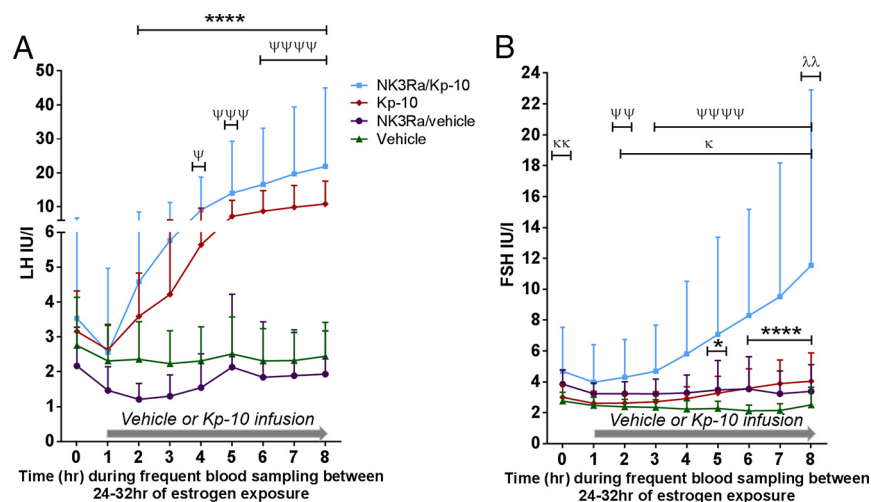 A
****
ψψψψ
ψψψ
ψ
NK3Ra/Kp-10
Kp-10
NK3Ra/vehicle
Vehicle
LH IU/l
50
40
30
20
10
6
5
4
3
2
1
0
Vehicle or Kp-10 infusion
0 1 2 3 4 5 6 7 8
Time (hr) during frequent blood sampling between
24-32hr of estrogen exposure
B
λλ
ψψ
ψψψψ
κκ
κ
*
****
FSH IU/l
24
22
20
18
16
14
12
10
8
6
4
2
0
Vehicle or Kp-10 infusion
0 1 2 3 4 5 6 7 8
Time (hr) during frequent blood sampling between
24-32hr of estrogen exposure